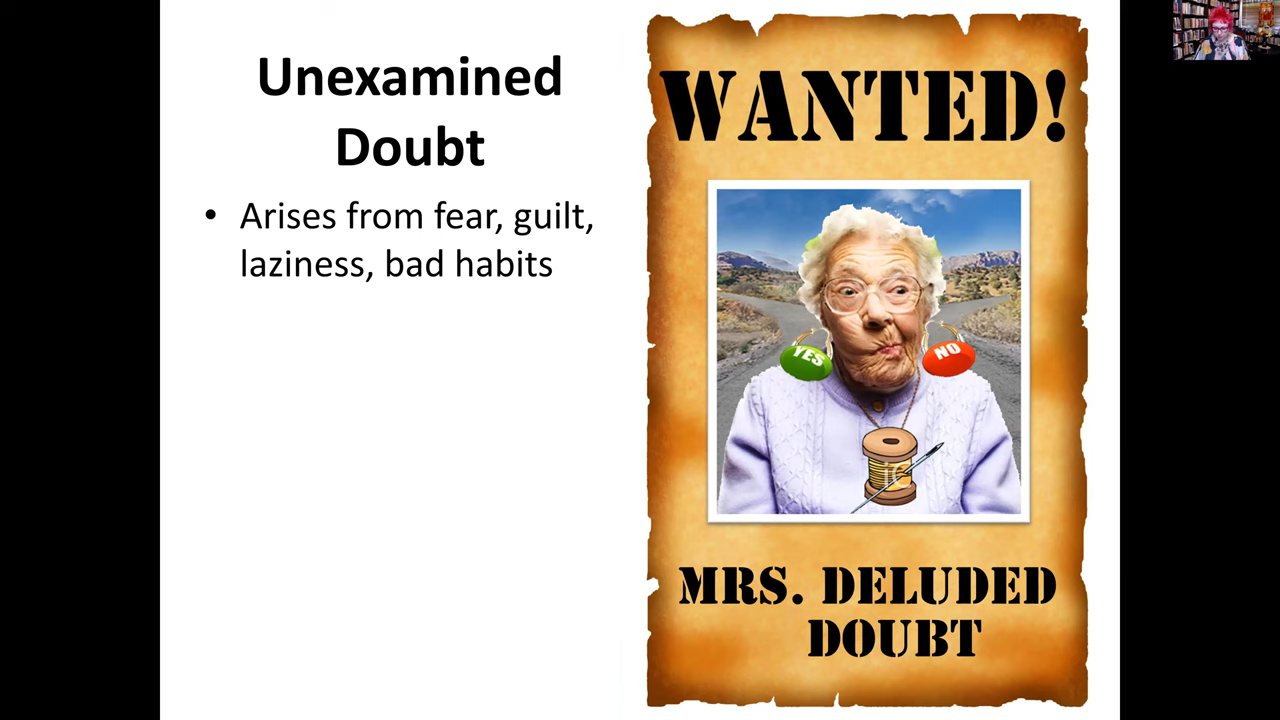 Unexamined
Doubt
• Arises from fear, guilt,
laziness, bad habits
WANTED!
YES
NO
MRS. DELUDED
DOUBT